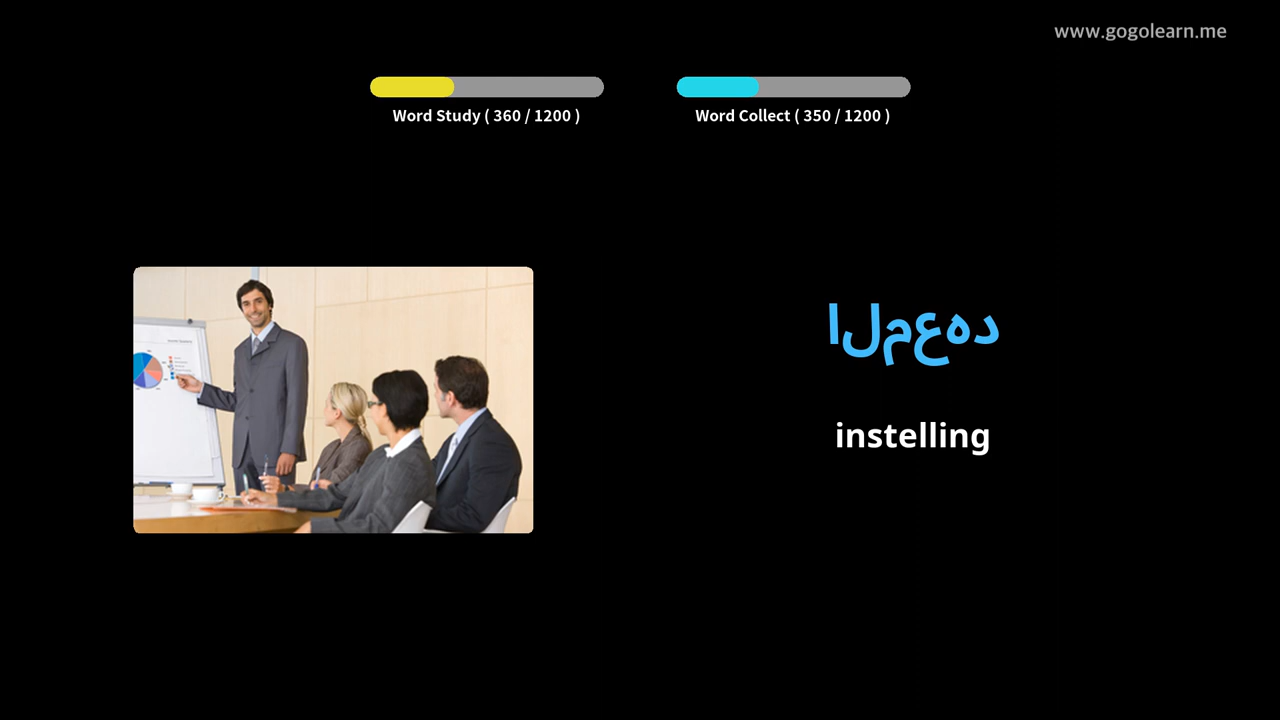 www.gogolearn.me
Word Study ( 360 / 1200 )
Word Collect ( 350 / 1200 )
المعهد
instelling